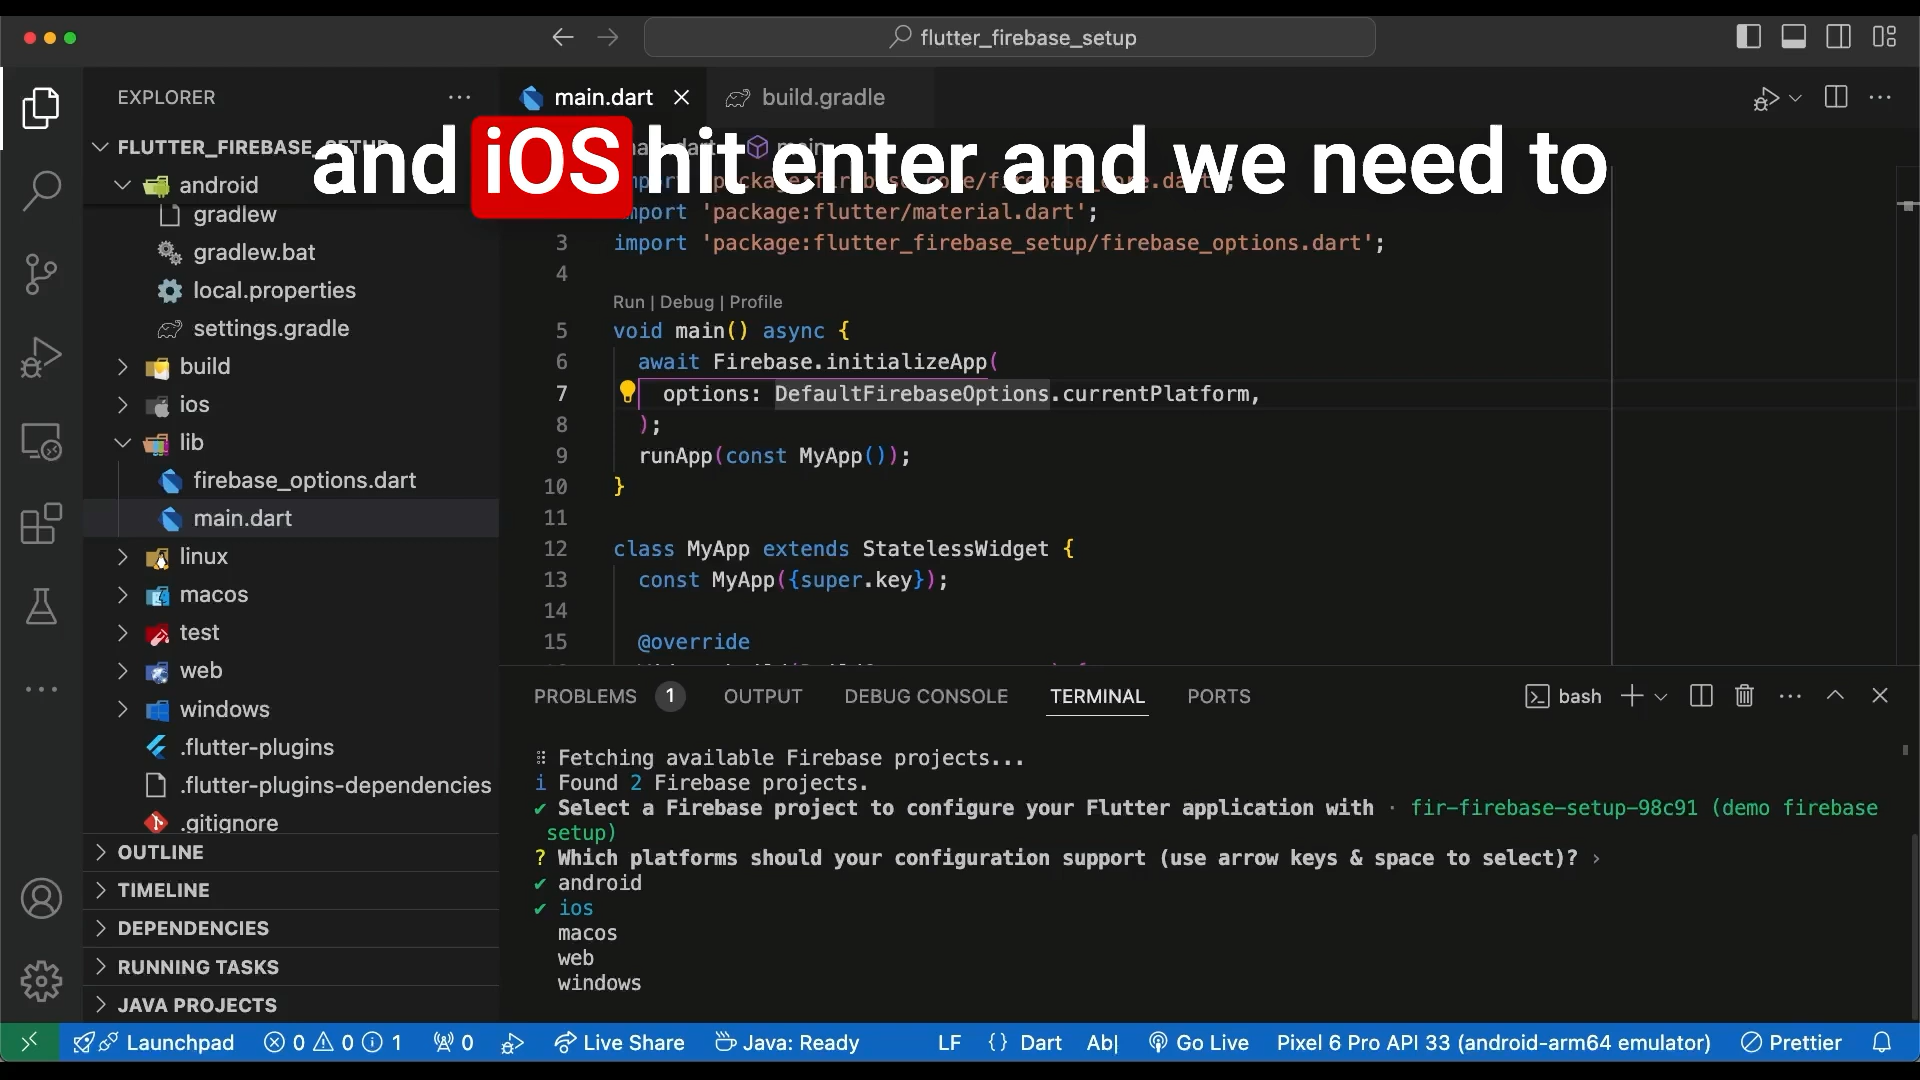 flutter_firebase_setup
EXPLORER
main.dart
build.gradle
and iOS hit enter and we need to
FLUTTER_FIREBASE_SETUP
android
gradlew
gradlew.bat
local.properties
settings.gradle
build
ios
lib
firebase_options.dart
main.dart
linux
macos
test
web
windows
.flutter-plugins
.flutter-plugins-dependencies
.gitignore
OUTLINE
TIMELINE
DEPENDENCIES
RUNNING TASKS
JAVA PROJECTS
import 'package:flutter/material.dart';
3 import 'package:flutter_firebase_setup/firebase_options.dart';
4
Run | Debug | Profile
5 void main() async {
6 await Firebase.initializeApp(
7 options: DefaultFirebaseOptions.currentPlatform,
8 );
9 runApp(const MyApp());
10 }
11
12 class MyApp extends StatelessWidget {
13 const MyApp({super.key});
14
15 @override
PROBLEMS 1 OUTPUT DEBUG CONSOLE TERMINAL PORTS
bash
⠿ Fetching available Firebase projects...
i Found 2 Firebase projects.
✔ Select a Firebase project to configure your Flutter application with · fir-firebase-setup-98c91 (demo firebase
setup)
? Which platforms should your configuration support (use arrow keys & space to select)? ›
✔ android
✔ ios
macos
web
windows
Launchpad 0 0 1 0 Live Share Java: Ready LF {} Dart Ab| Go Live Pixel 6 Pro API 33 (android-arm64 emulator) Prettier